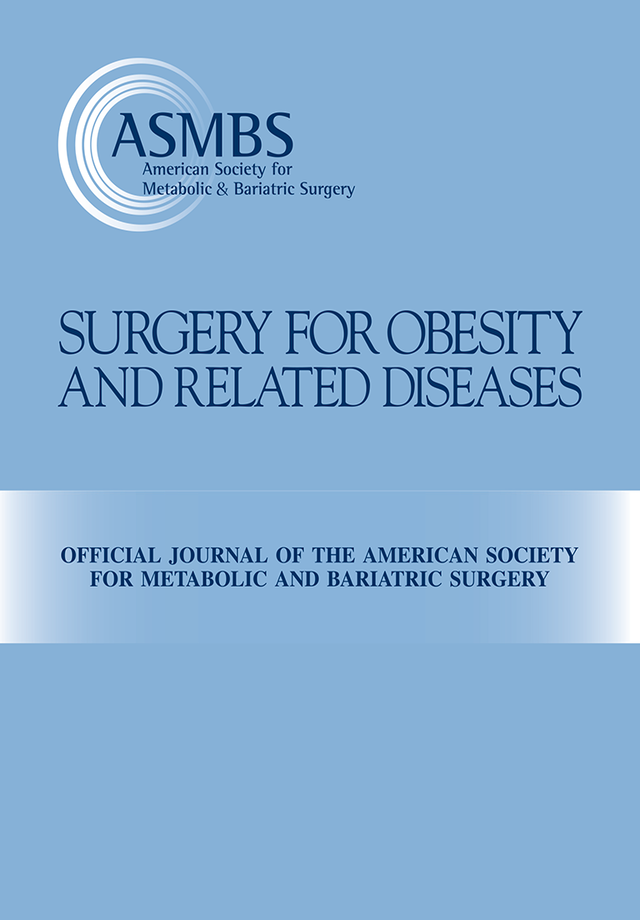 ASMBS
American Society for
Metabolic & Bariatric Surgery
SURGERY FOR OBESITY
AND RELATED DISEASES
OFFICIAL JOURNAL OF THE AMERICAN SOCIETY
FOR METABOLIC AND BARIATRIC SURGERY